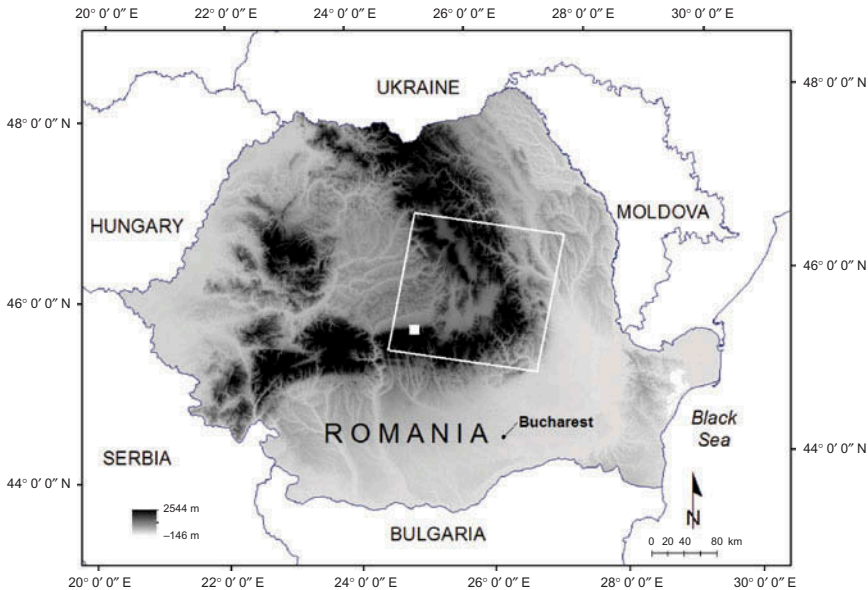 20° 0′ 0″ E 22° 0′ 0″ E 24° 0′ 0″ E 26° 0′ 0″ E 28° 0′ 0″ E 30° 0′ 0″ E
UKRAINE
48° 0′ 0″ N
48° 0′ 0″ N
MOLDOVA
HUNGARY
46° 0′ 0″ N
46° 0′ 0″ N
Bucharest
ROMANIA
Black
Sea
44° 0′ 0″ N
SERBIA
44° 0′ 0″ N
2544 m
–146 m
N
BULGARIA
0 20 40 80 km
20° 0′ 0″ E 22° 0′ 0″ E 24° 0′ 0″ E 26° 0′ 0″ E 28° 0′ 0″ E 30° 0′ 0″ E